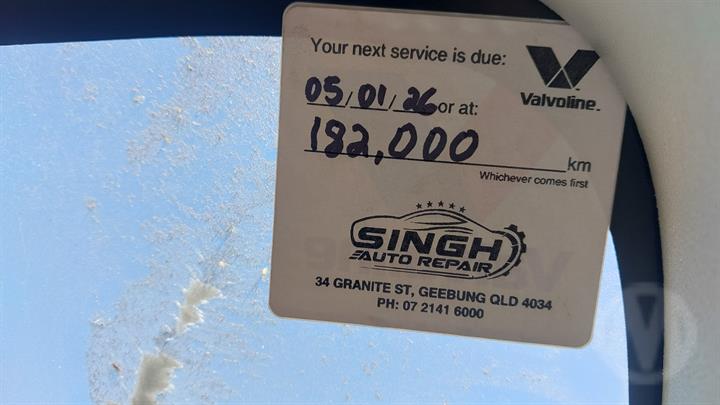 Your next service is due:
05/01/26 or at:
Valvoline
182,000 km
Whichever comes first
SINGH
AUTO REPAIR
34 GRANITE ST, GEEBUNG QLD 4034
PH: 07 2141 6000